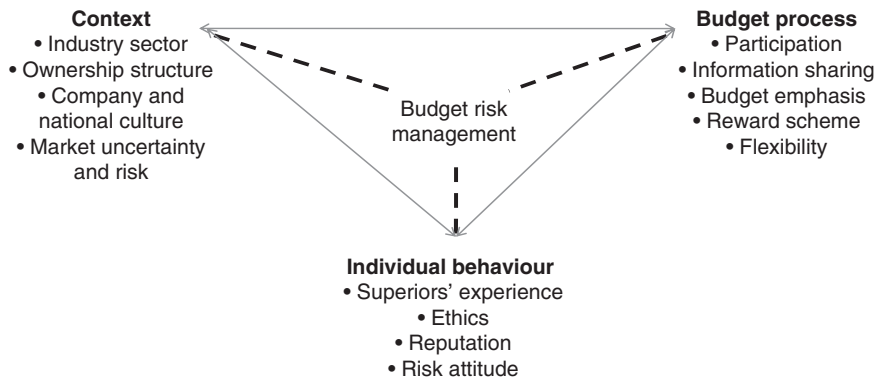 Context
• Industry sector
• Ownership structure
• Company and
national culture
• Market uncertainty
and risk
Budget process
• Participation
• Information sharing
• Budget emphasis
• Reward scheme
• Flexibility
Budget risk
management
Individual behaviour
• Superiors’ experience
• Ethics
• Reputation
• Risk attitude